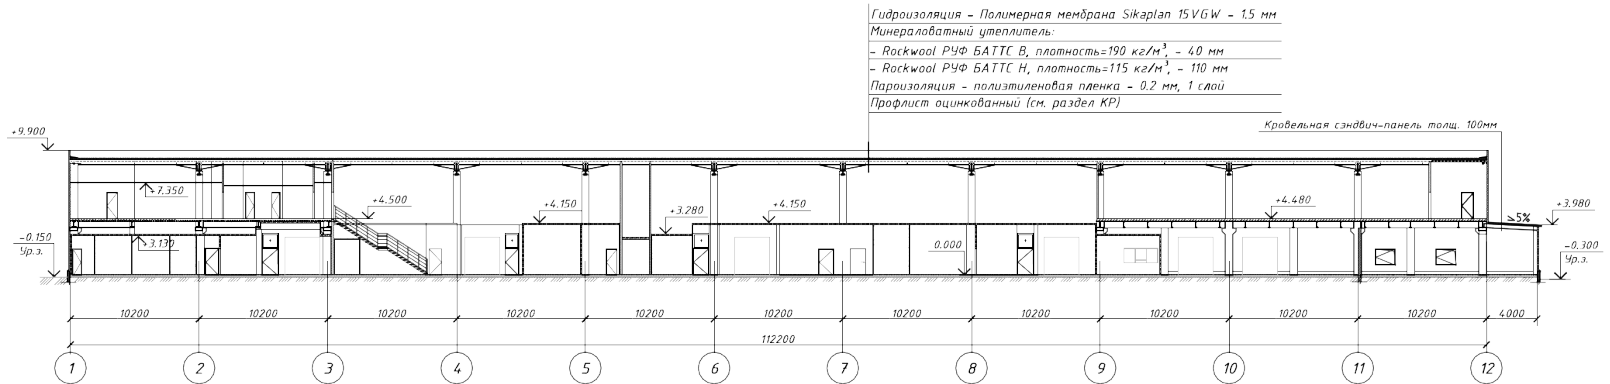 Гидроизоляция - Полимерная мембрана Sikaplan 15VGW - 1.5 мм
Минераловатный утеплитель:
- Rockwool РУФ БАТТС В, плотность=190 кг/м³, - 40 мм
- Rockwool РУФ БАТТС Н, плотность=115 кг/м³, - 110 мм
Пароизоляция - полиэтиленовая пленка - 0.2 мм, 1 слой
Профлист оцинкованный (см. раздел КР)
Кровельная сэндвич-панель толщ. 100мм
+9.900
+7.350
+4.500
+4.150
+3.280
+4.150
+4.480
≥5%
+3.980
-0.150
Ур.з.
3.130
0.000
-0.300
Ур.з.
10200 10200 10200 10200 10200 10200 10200 10200 10200 10200 10200 4000
112200
1 2 3 4 5 6 7 8 9 10 11 12